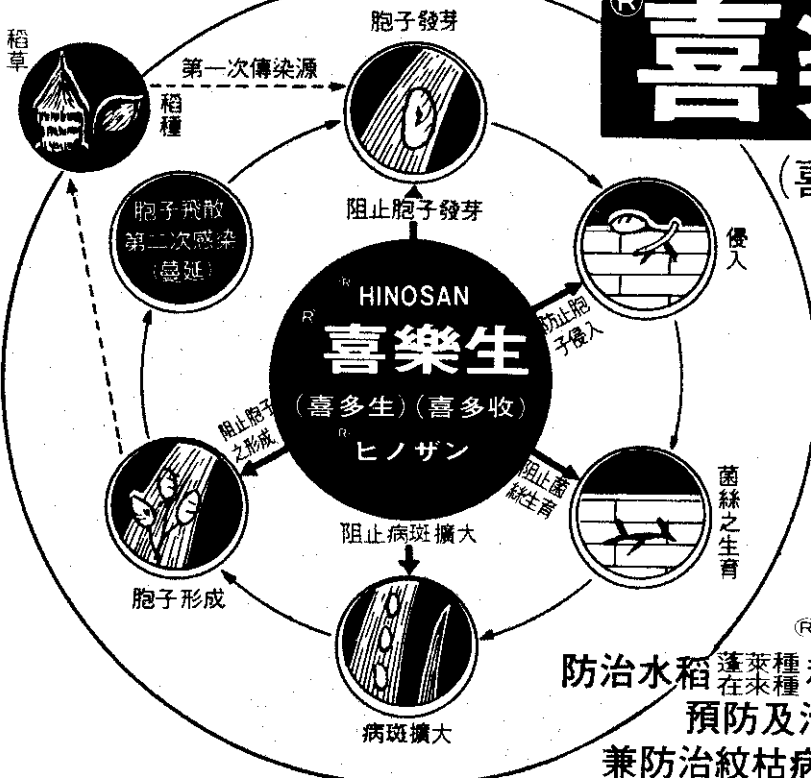 ® 喜
(喜
胞子發芽
稻草
稻種
第一次傳染源
阻止胞子發芽
胞子飛散
第二次感染
(蔓延)
侵入
防止胞
子侵入
® HINOSAN
® 喜樂生
(喜多生)(喜多收)
® ヒノザン
阻止胞子
之形成
阻止菌
絲生育
菌絲之生育
阻止病斑擴大
胞子形成
病斑擴大
®
防治水稻 蓬萊種
在來種
預防及
兼防治紋枯病